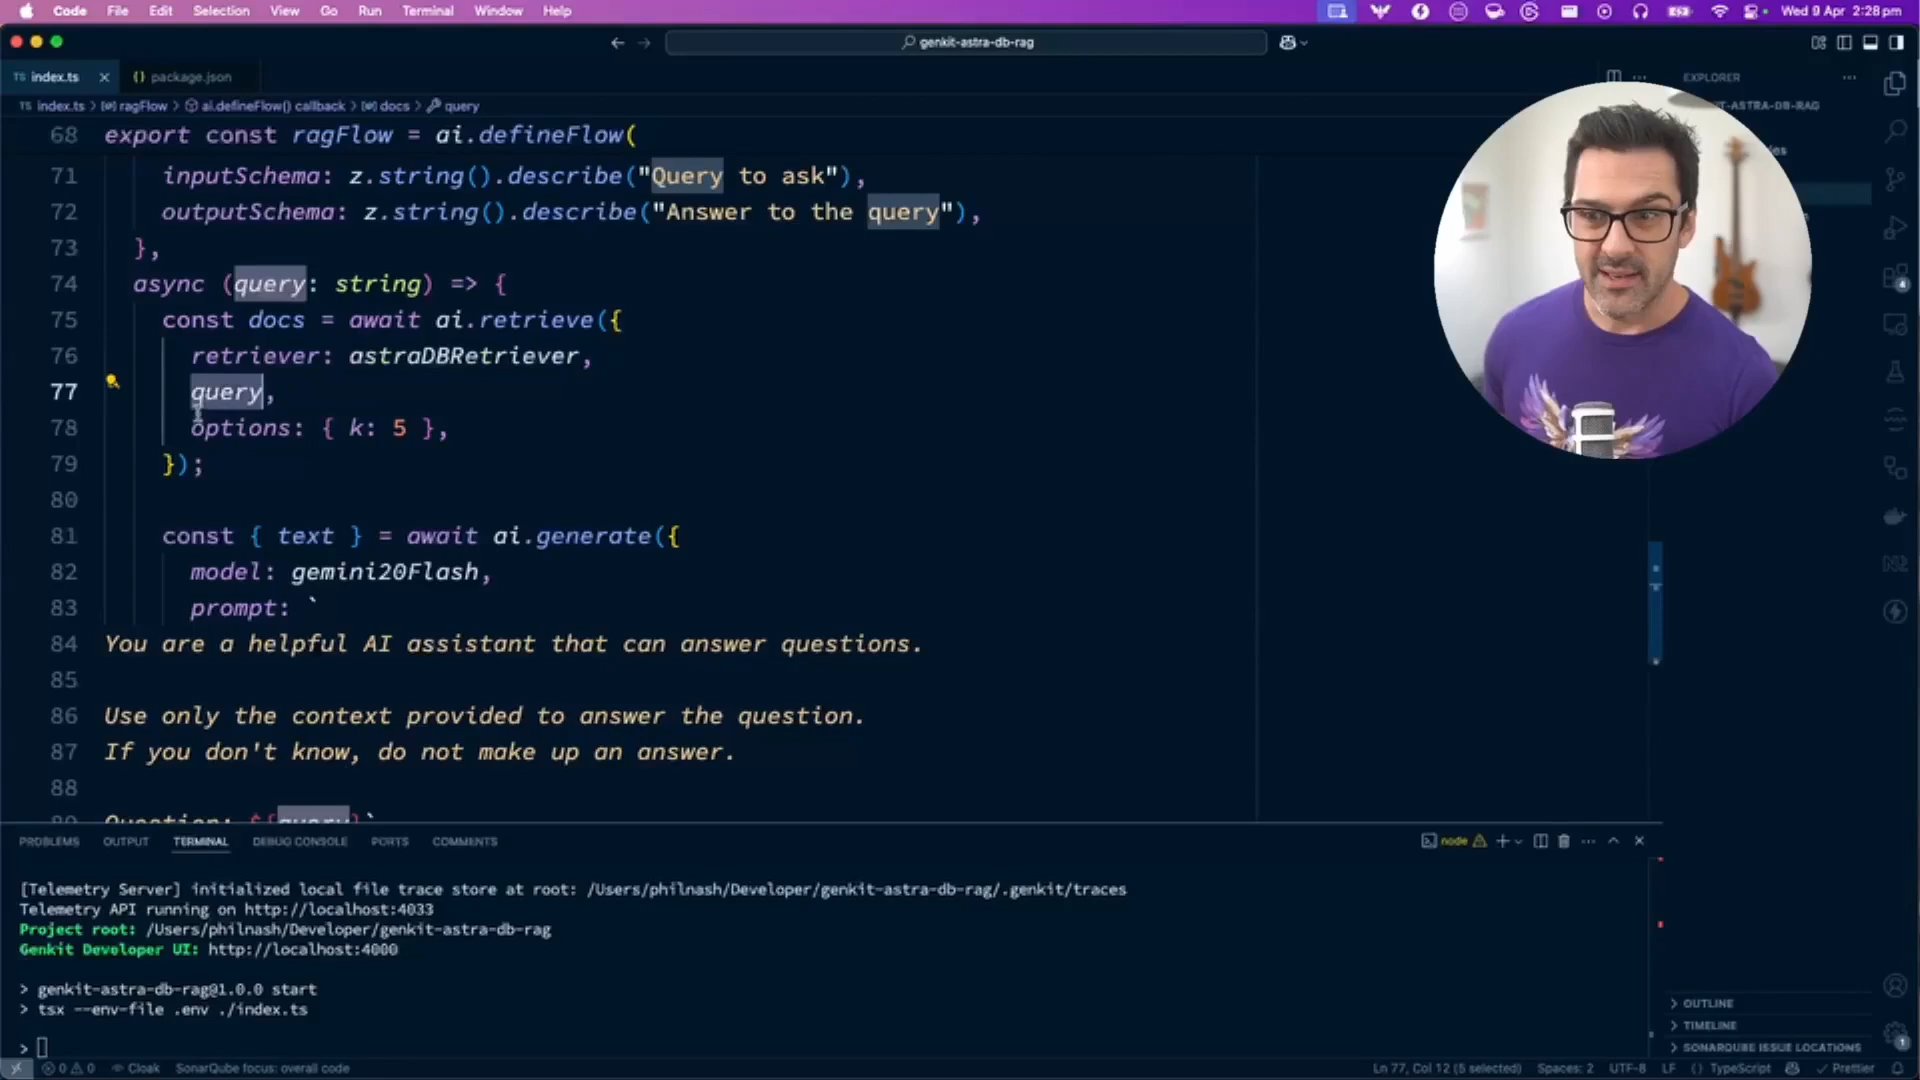 Code File Edit Selection View Go Run Terminal Window Help
Wed 9 Apr 2:28 pm
genkit-astra-db-rag
TS index.ts × {} package.json
EXPLORER ···
TS index.ts > ragFlow > ai.defineFlow() callback > docs > query
T-ASTRA-DB-RAG
68 export const ragFlow = ai.defineFlow(
71 inputSchema: z.string().describe("Query to ask"),
72 outputSchema: z.string().describe("Answer to the query"),
73 },
74 async (query: string) => {
75 const docs = await ai.retrieve({
76 retriever: astraDBRetriever,
77 query,
78 options: { k: 5 },
79 });
80
81 const { text } = await ai.generate({
82 model: gemini20Flash,
83 prompt: `
84 You are a helpful AI assistant that can answer questions.
85
86 Use only the context provided to answer the question.
87 If you don't know, do not make up an answer.
88
89 Question: ${query}`
PROBLEMS OUTPUT TERMINAL DEBUG CONSOLE PORTS COMMENTS
node
[Telemetry Server] initialized local file trace store at root: /Users/philnash/Developer/genkit-astra-db-rag/.genkit/traces
Telemetry API running on http://localhost:4033
Project root: /Users/philnash/Developer/genkit-astra-db-rag
Genkit Developer UI: http://localhost:4000
> genkit-astra-db-rag@1.0.0 start
> tsx --env-file .env ./index.ts
>
> OUTLINE
> TIMELINE
> SONARQUBE ISSUE LOCATIONS
0 0 Cloak SonarQube focus: overall code
Ln 77, Col 12 (5 selected) Spaces: 2 UTF-8 LF {} TypeScript Prettier